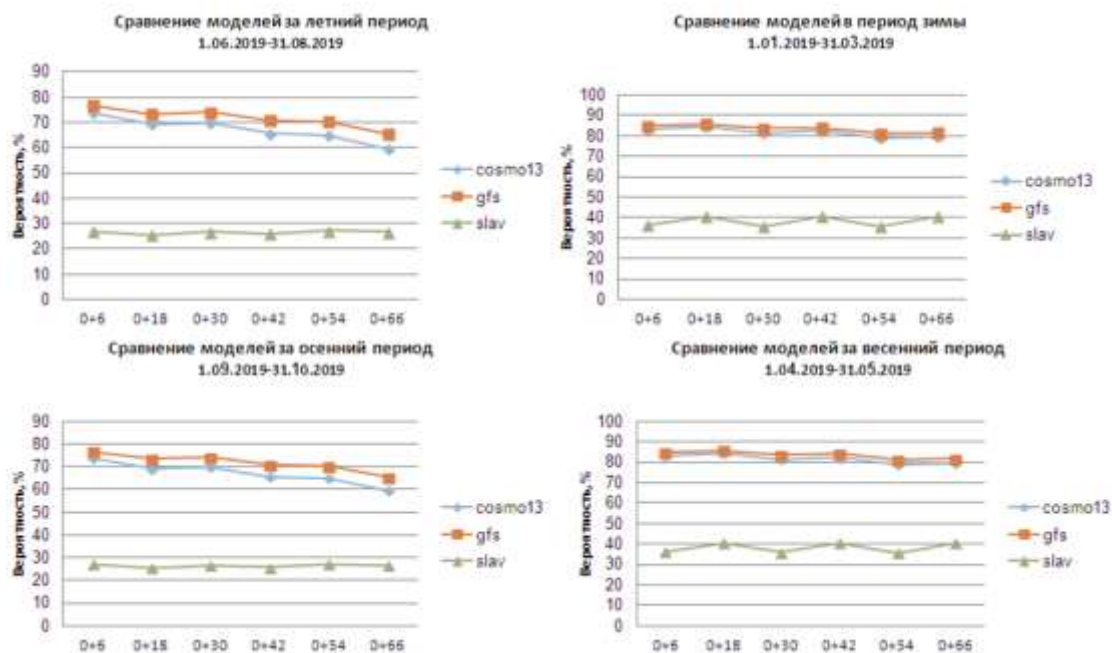 Сравнение моделей за летний период
1.06.2019-31.08.2019
Вероятность, %
90
80
70
60
50
40
30
20
10
0
0+6 0+18 0+30 0+42 0+54 0+66
cosmo13
gfs
slav
Сравнение моделей в период зимы
1.01.2019-31.03.2019
Вероятность, %
100
90
80
70
60
50
40
30
20
10
0
0+6 0+18 0+30 0+42 0+54 0+66
cosmo13
gfs
slav
Сравнение моделей за осенний период
1.09.2019-31.10.2019
Вероятность, %
90
80
70
60
50
40
30
20
10
0
0+6 0+18 0+30 0+42 0+54 0+66
cosmo13
gfs
slav
Сравнение моделей за весенний период
1.04.2019-31.05.2019
Вероятность, %
100
90
80
70
60
50
40
30
20
10
0
0+6 0+18 0+30 0+42 0+54 0+66
cosmo13
gfs
slav